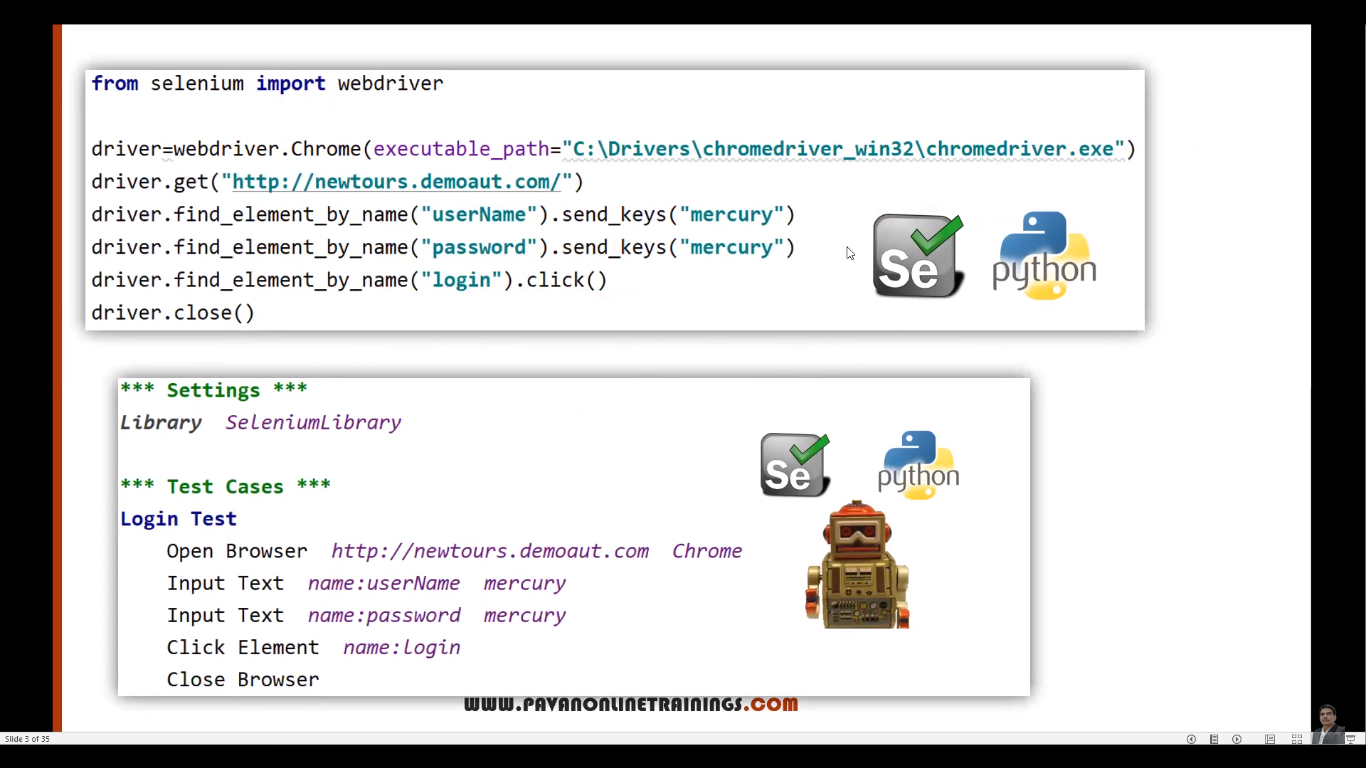 from selenium import webdriver
driver=webdriver.Chrome(executable_path="C:\Drivers\chromedriver_win32\chromedriver.exe")
driver.get("http://newtours.demoaut.com/")
driver.find_element_by_name("userName").send_keys("mercury")
driver.find_element_by_name("password").send_keys("mercury")
driver.find_element_by_name("login").click()
driver.close()
Se
python
*** Settings ***
Library  SeleniumLibrary
*** Test Cases ***
Login Test
Open Browser  http://newtours.demoaut.com  Chrome
Input Text  name:userName  mercury
Input Text  name:password  mercury
Click Element  name:login
Close Browser
Se
python
WWW.PAVANONLINETRAININGS.COM
Slide 3 of 35